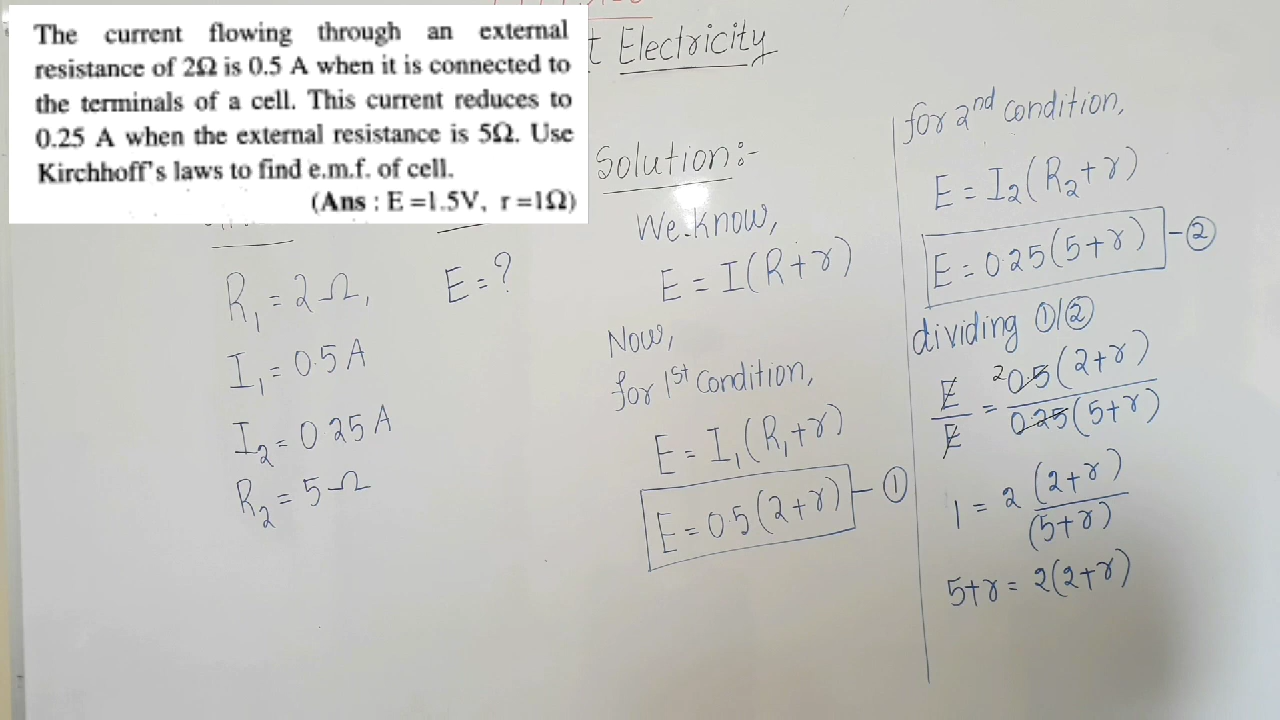 The current flowing through an external
resistance of 2Ω is 0.5 A when it is connected to
the terminals of a cell. This current reduces to
0.25 A when the external resistance is 5Ω. Use
Kirchhoff's laws to find e.m.f. of cell.
(Ans : E =1.5V, r =1Ω)
Electricity
R₁ = 2Ω,
I₁ = 0.5 A
I₂ = 0.25 A
R₂ = 5Ω
E = ?
Solution:-
We know,
E = I(R+r)
Now,
for 1st condition,
E = I₁(R₁+r)
E = 0.5(2+r) - ①
for 2nd condition,
E = I₂(R₂+r)
E = 0.25(5+r) - ②
dividing ①/②
E/E = 2 0.5(2+r)/0.25(5+r)
1 = 2 (2+r)/(5+r)
5+r = 2(2+r)